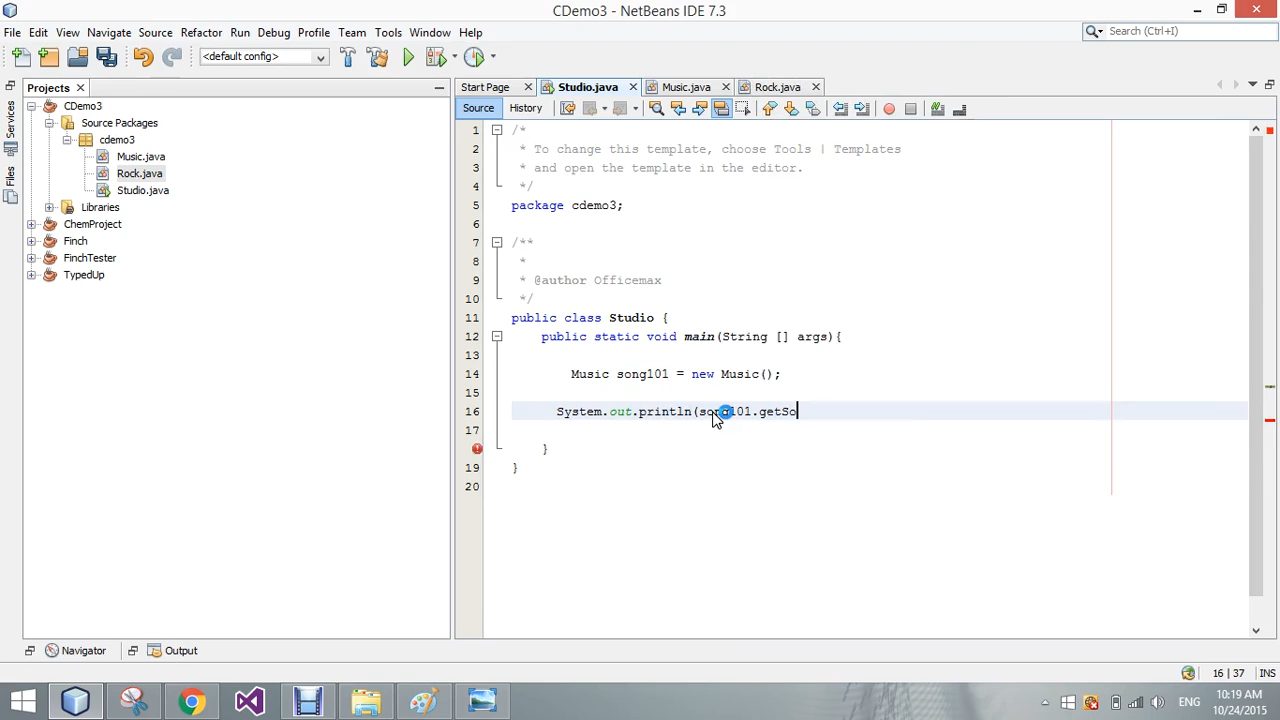 CDemo3 - NetBeans IDE 7.3
File Edit View Navigate Source Refactor Run Debug Profile Team Tools Window Help
Search (Ctrl+I)
<default config>
Projects
Start Page Studio.java Music.java Rock.java
Source History
Services
Files
CDemo3
Source Packages
cdemo3
Music.java
Rock.java
Studio.java
Libraries
ChemProject
Finch
FinchTester
TypedUp
1 /*
2 * To change this template, choose Tools | Templates
3 * and open the template in the editor.
4 */
5 package cdemo3;
6
7 /**
8 *
9 * @author Officemax
10 */
11 public class Studio {
12 public static void main(String [] args){
13
14 Music song101 = new Music();
15
16 System.out.println(song101.getSo
17
}
19 }
20
Navigator Output
16 | 37 INS
ENG
10:19 AM
10/24/2015